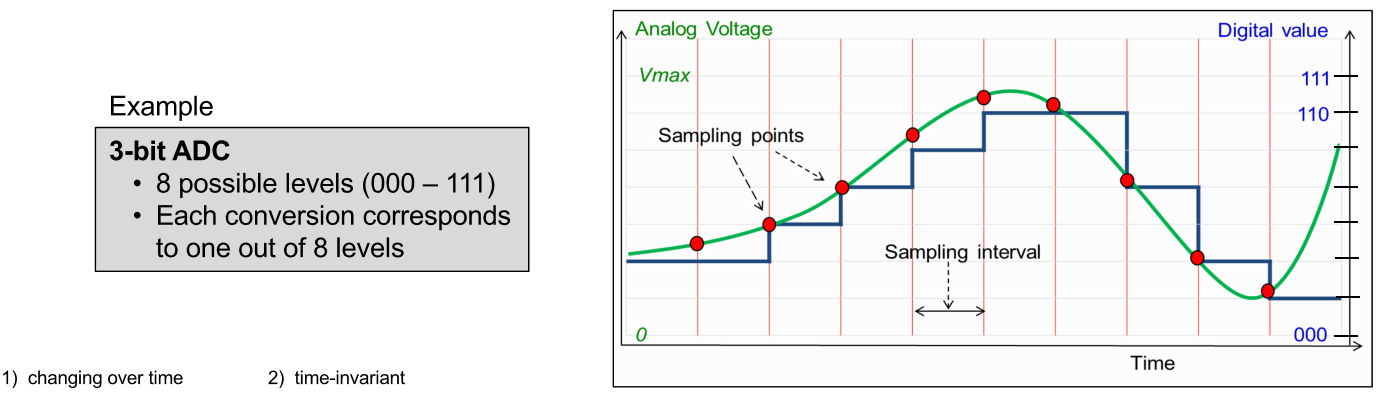 Example
3-bit ADC
• 8 possible levels (000 – 111)
• Each conversion corresponds
to one out of 8 levels
1) changing over time
2) time-invariant
Analog Voltage
Digital value
Vmax
111
110
Sampling points
Sampling interval
0
000
Time